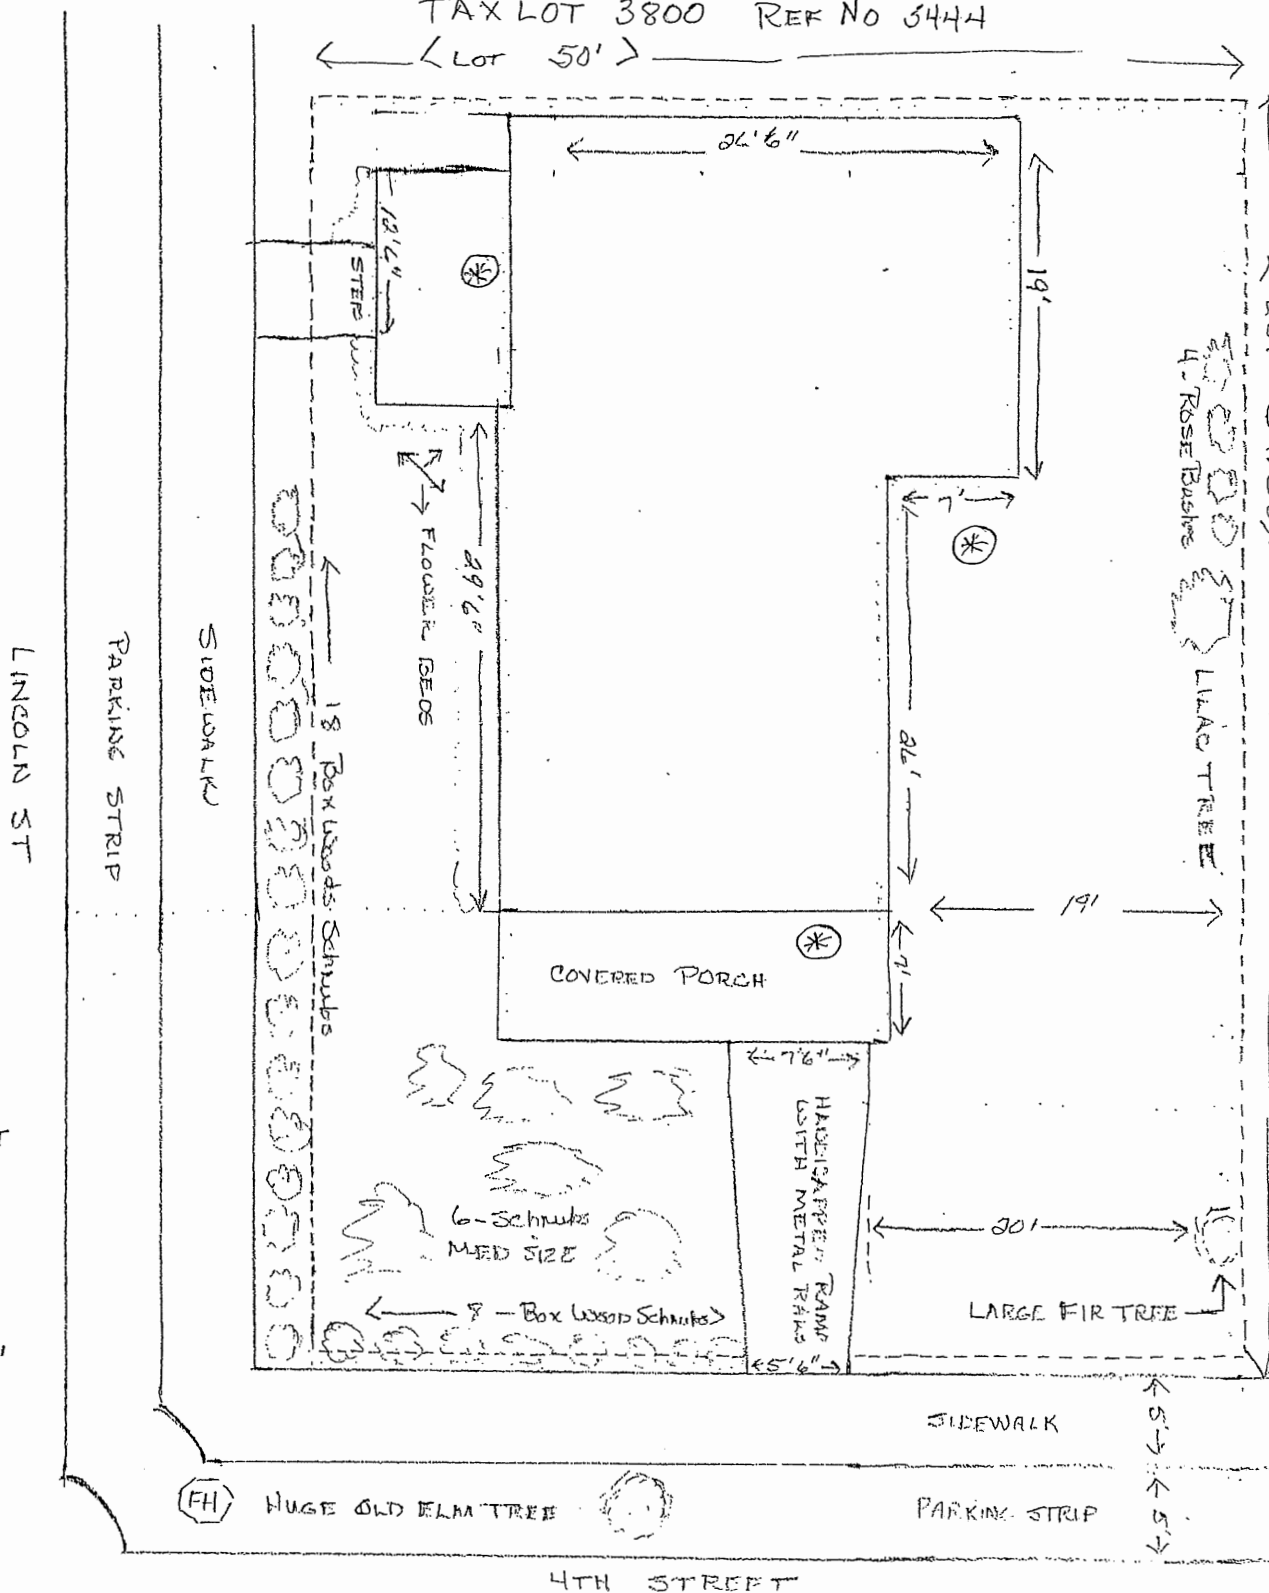 TAX LOT 3800 REF NO 5444
LOT 50'
26'6"
19'
12'6"
STEP
7'
4- ROSE Bushes
LILAC TREE
FLOWER BEDS
29'6"
26'
18 Box Woods Schrubs
SIDEWALK
PARKING STRIP
LINCOLN ST
19'
COVERED PORCH
7'
7'6"
HANDICAPPED RAMP
WITH METAL RAILS
6-Schrubs
MED SIZE
20'
LARGE FIR TREE
8 - Box Wood Schrubs
5'6"
SIDEWALK
5'
FH
HUGE OLD ELM TREE
PARKING STRIP
5'
4TH STREET